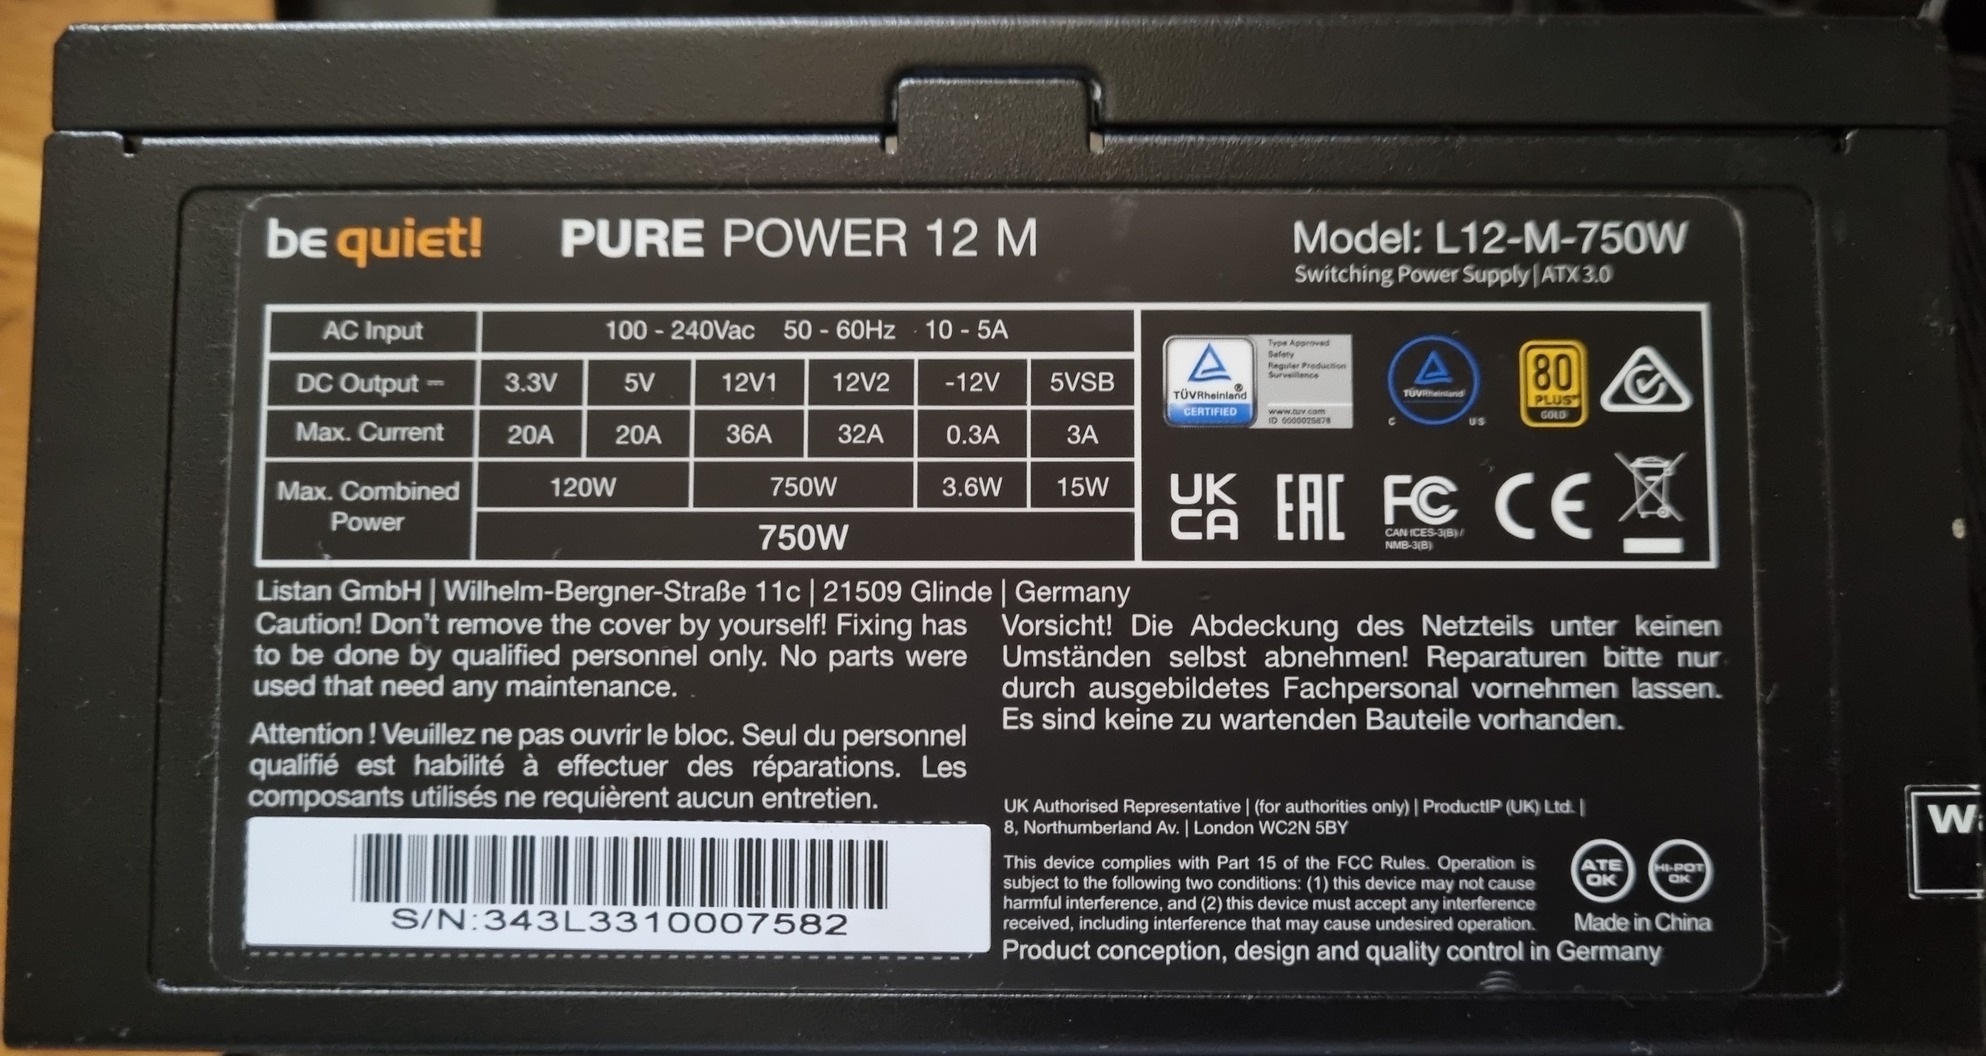 be quiet! PURE POWER 12 M
Model: L12-M-750W
Switching Power Supply | ATX 3.0
AC Input 100 - 240Vac 50 - 60Hz 10 - 5A
DC Output 3.3V 5V 12V1 12V2 -12V 5VSB
Max. Current 20A 20A 36A 32A 0.3A 3A
Max. Combined Power 120W 750W 3.6W 15W
750W
TÜVRheinland®
CERTIFIED
Type Approved
Safety
Regular Production
Surveillance
www.tuv.com
ID 0000025878
TÜVRheinland
C US
80
PLUS
GOLD
UK
CA
EAC
FC
CAN ICES-3(B) /
NMB-3(B)
CE
Listan GmbH | Wilhelm-Bergner-Straße 11c | 21509 Glinde | Germany
Caution! Don't remove the cover by yourself! Fixing has
to be done by qualified personnel only. No parts were
used that need any maintenance.
Attention ! Veuillez ne pas ouvrir le bloc. Seul du personnel
qualifié est habilité à effectuer des réparations. Les
composants utilisés ne requièrent aucun entretien.
Vorsicht! Die Abdeckung des Netzteils unter keinen
Umständen selbst abnehmen! Reparaturen bitte nur
durch ausgebildetes Fachpersonal vornehmen lassen.
Es sind keine zu wartenden Bauteile vorhanden.
S/N:343L3310007582
UK Authorised Representative | (for authorities only) | ProductIP (UK) Ltd. |
8, Northumberland Av. | London WC2N 5BY
This device complies with Part 15 of the FCC Rules. Operation is
subject to the following two conditions: (1) this device may not cause
harmful interference, and (2) this device must accept any interference
received, including interference that may cause undesired operation.
ATE
OK
HI-POT
OK
Made in China
Product conception, design and quality control in Germany